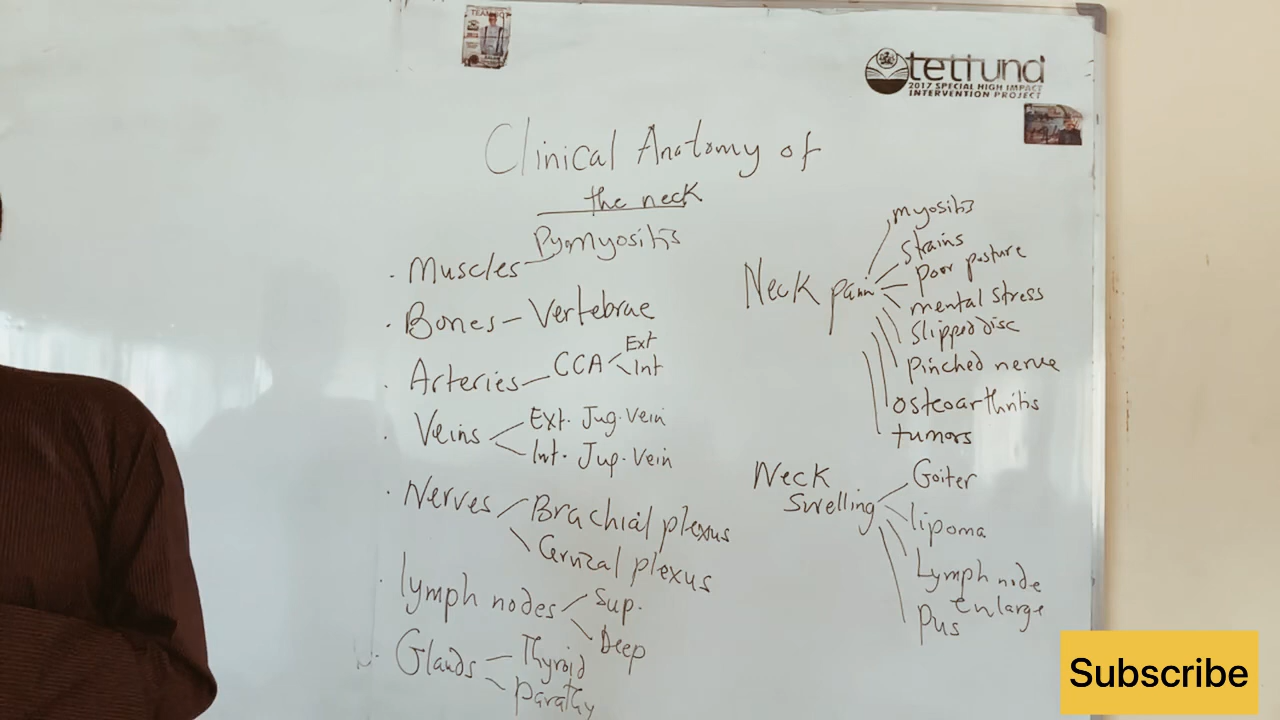 tetfund
2017 SPECIAL HIGH IMPACT
INTERVENTION PROJECT
Clinical Anatomy of
the neck
Pyomyositis
Muscles
Bones - Vertebrae
Arteries - CCA
Ext
Int
Veins
Ext. Jug. Vein
Int. Jup. Vein
Nerves
Brachial plexus
Cervical plexus
lymph nodes
Sup.
Deep
Glands
Thyroid
Parathy
Neck pain
myositis
Strains
Poor posture
mental stress
Slipped disc
Pinched nerve
osteoarthritis
tumors
Neck
Swelling
Goiter
lipoma
Lymph node
enlarge
Pus
Subscribe